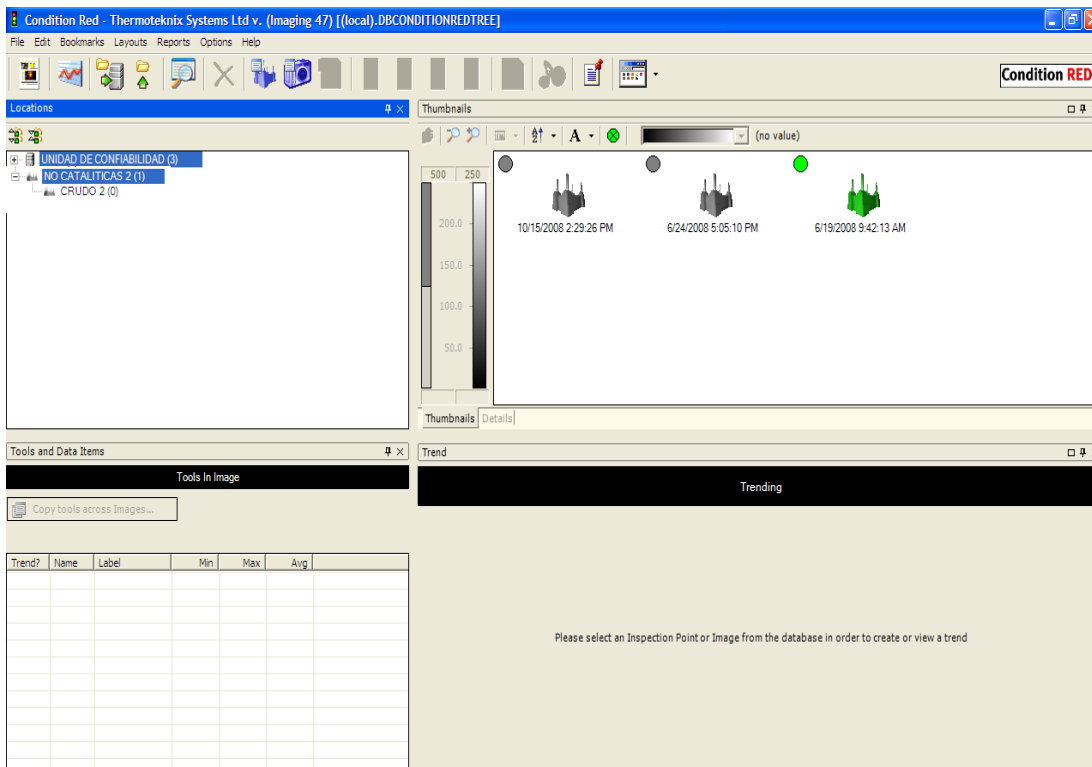 Condition Red - Thermoteknix Systems Ltd v. (Imaging 47) [(local).DBCONDITIONREDTREE]
File Edit Bookmarks Layouts Reports Options Help
Condition RED
Locations
UNIDAD DE CONFIABILIDAD (3)
NO CATALITICAS 2 (1)
CRUDO 2 (0)
Thumbnails
A (no value)
500 250
200.0
150.0
100.0
50.0
10/15/2008 2:29:26 PM 6/24/2008 5:05:10 PM 6/19/2008 9:42:13 AM
Thumbnails Details
Tools and Data Items
Tools In Image
Copy tools across Images...
Trend? Name Label Min Max Avg
Trend
Trending
Please select an Inspection Point or Image from the database in order to create or view a trend